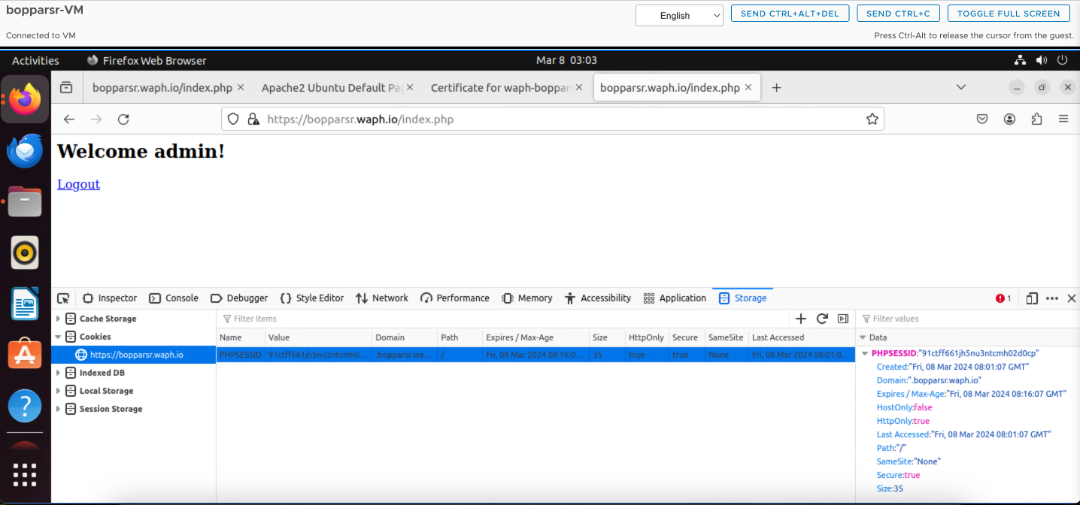 bopparsr-VM
English
SEND CTRL+ALT+DEL
SEND CTRL+C
TOGGLE FULL SCREEN
Connected to VM
Press Ctrl-Alt to release the cursor from the guest.
Activities
Firefox Web Browser
Mar 8 03:03
bopparsr.waph.io/index.php
Apache2 Ubuntu Default Pa
Certificate for waph-boppar
bopparsr.waph.io/index.php
https://bopparsr.waph.io/index.php
Welcome admin!
Logout
Inspector
Console
Debugger
Style Editor
Network
Performance
Memory
Accessibility
Application
Storage
1
Cache Storage
Cookies
https://bopparsr.waph.io
Indexed DB
Local Storage
Session Storage
Filter Items
Name Value Domain Path Expires / Max-Age Size HttpOnly Secure SameSite Last Accessed
PHPSESSID 91ctff661jh5nu3ntcmh0... .bopparsr.wa... / Fri, 08 Mar 2024 08:16:0... 35 true true None Fri, 08 Mar 2024 08:01:0...
Filter values
Data
PHPSESSID:"91ctff661jh5nu3ntcmh02d0cp"
Created:"Fri, 08 Mar 2024 08:01:07 GMT"
Domain:".bopparsr.waph.io"
Expires / Max-Age:"Fri, 08 Mar 2024 08:16:07 GMT"
HostOnly:false
HttpOnly:true
Last Accessed:"Fri, 08 Mar 2024 08:01:07 GMT"
Path:"/"
SameSite:"None"
Secure:true
Size:35